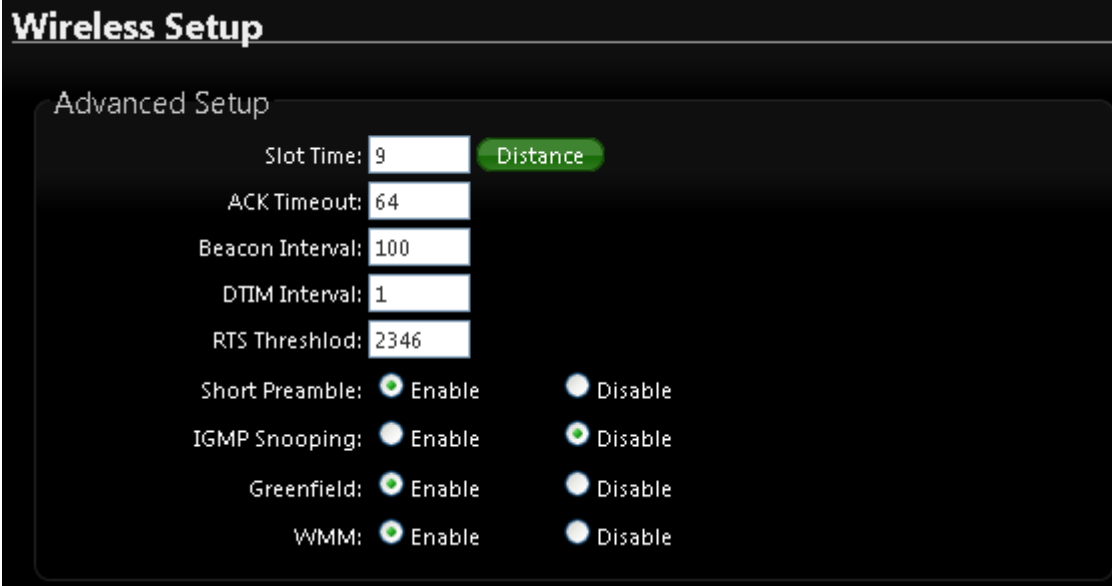 Wireless Setup
Advanced Setup
Slot Time: 9 Distance
ACK Timeout: 64
Beacon Interval: 100
DTIM Interval: 1
RTS Threshlod: 2346
Short Preamble: Enable Disable
IGMP Snooping: Enable Disable
Greenfield: Enable Disable
WMM: Enable Disable